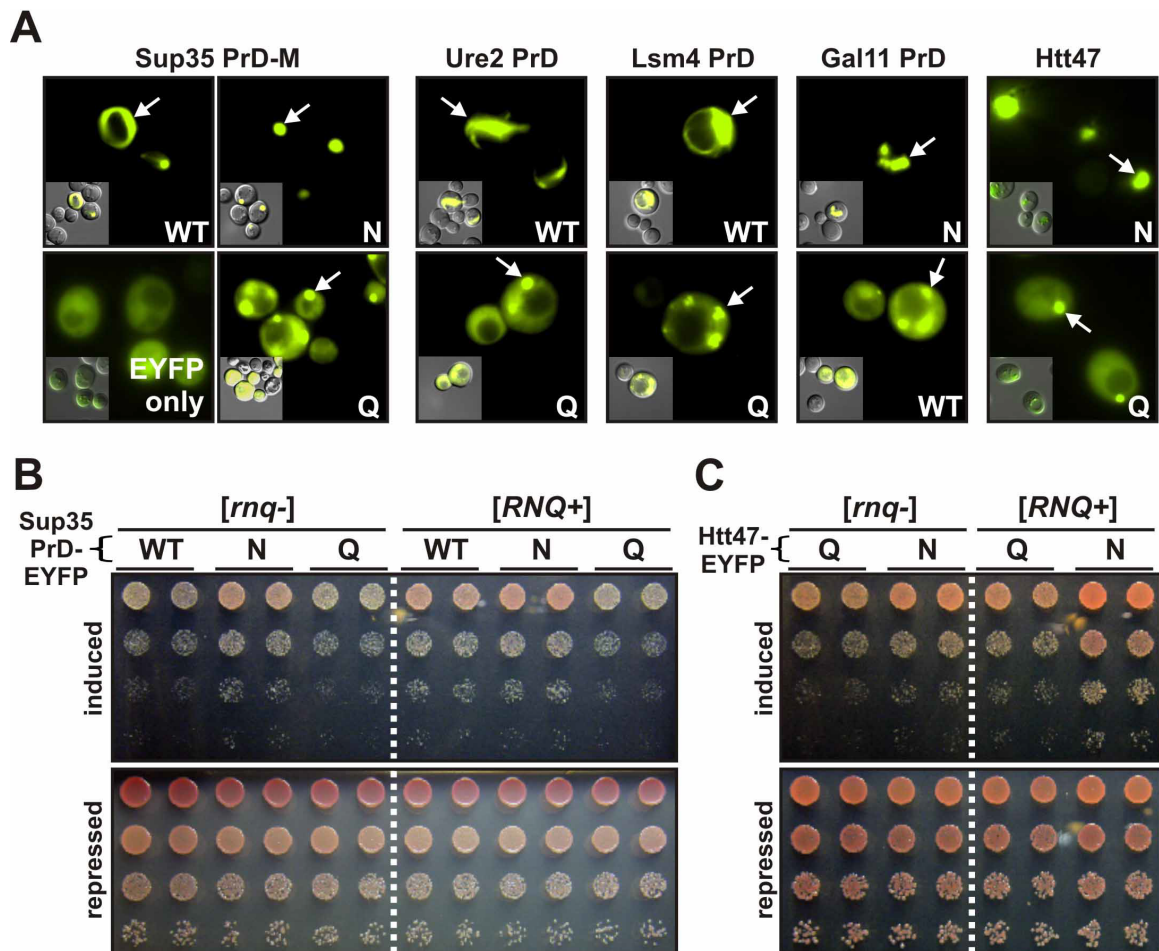 A
Sup35 PrD-M Ure2 PrD Lsm4 PrD Gal11 PrD Htt47
WT N WT WT N N
EYFP only Q Q Q WT Q
B
[rnq-] [RNQ+]
Sup35 PrD-EYFP
WT N Q WT N Q
induced
repressed
C
[rnq-] [RNQ+]
Htt47-EYFP
Q N Q N
induced
repressed